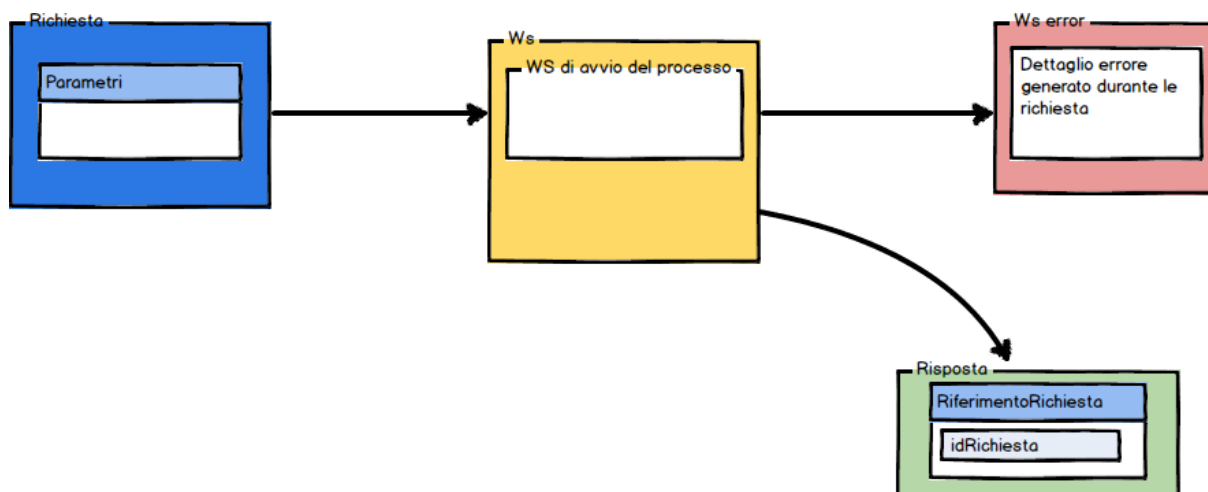 Richiesta
Parametri
Ws
WS di avvio del processo
Ws error
Dettaglio errore
generato durante le
richiesta
Risposta
RiferimentoRichiesta
idRichiesta